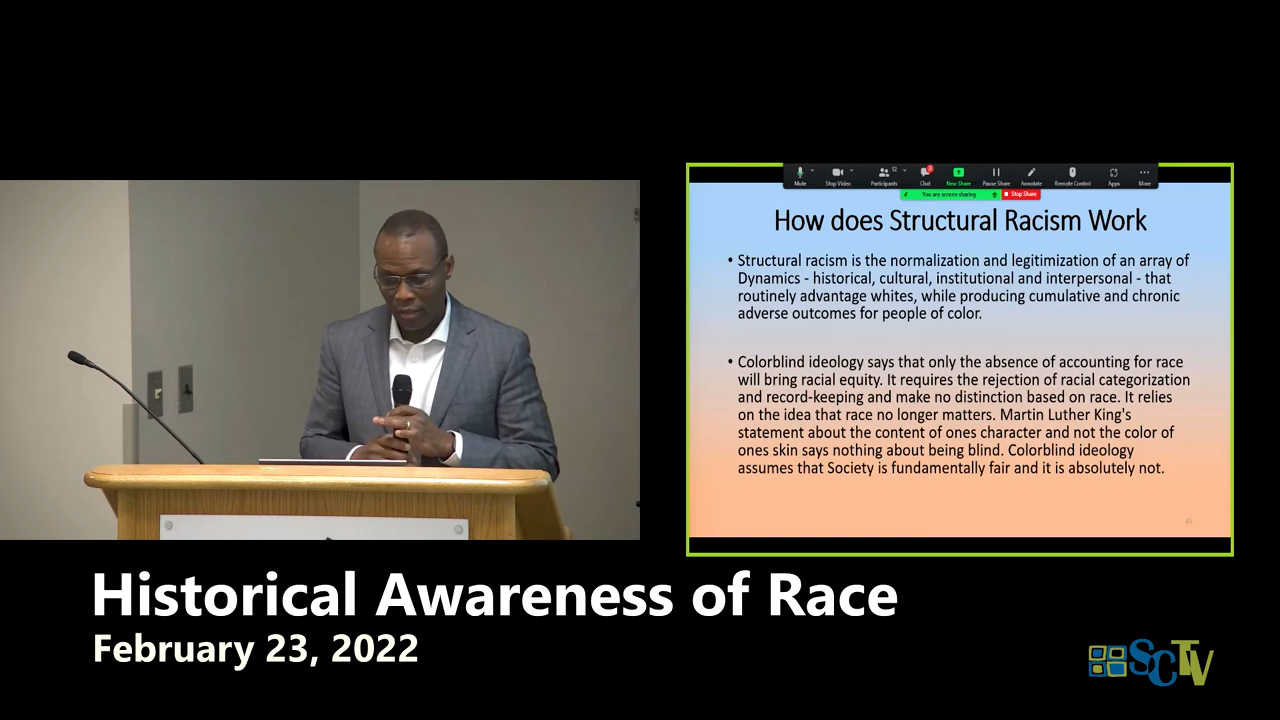 Mute
Stop Video
Participants
12
Chat
New Share
Pause Share
Annotate
Remote Control
Apps
More
You are screen sharing
Stop Share
How does Structural Racism Work
• Structural racism is the normalization and legitimization of an array of
Dynamics - historical, cultural, institutional and interpersonal - that
routinely advantage whites, while producing cumulative and chronic
adverse outcomes for people of color.
• Colorblind ideology says that only the absence of accounting for race
will bring racial equity. It requires the rejection of racial categorization
and record-keeping and make no distinction based on race. It relies
on the idea that race no longer matters. Martin Luther King's
statement about the content of ones character and not the color of
ones skin says nothing about being blind. Colorblind ideology
assumes that Society is fundamentally fair and it is absolutely not.
Historical Awareness of Race
February 23, 2022
SCTV